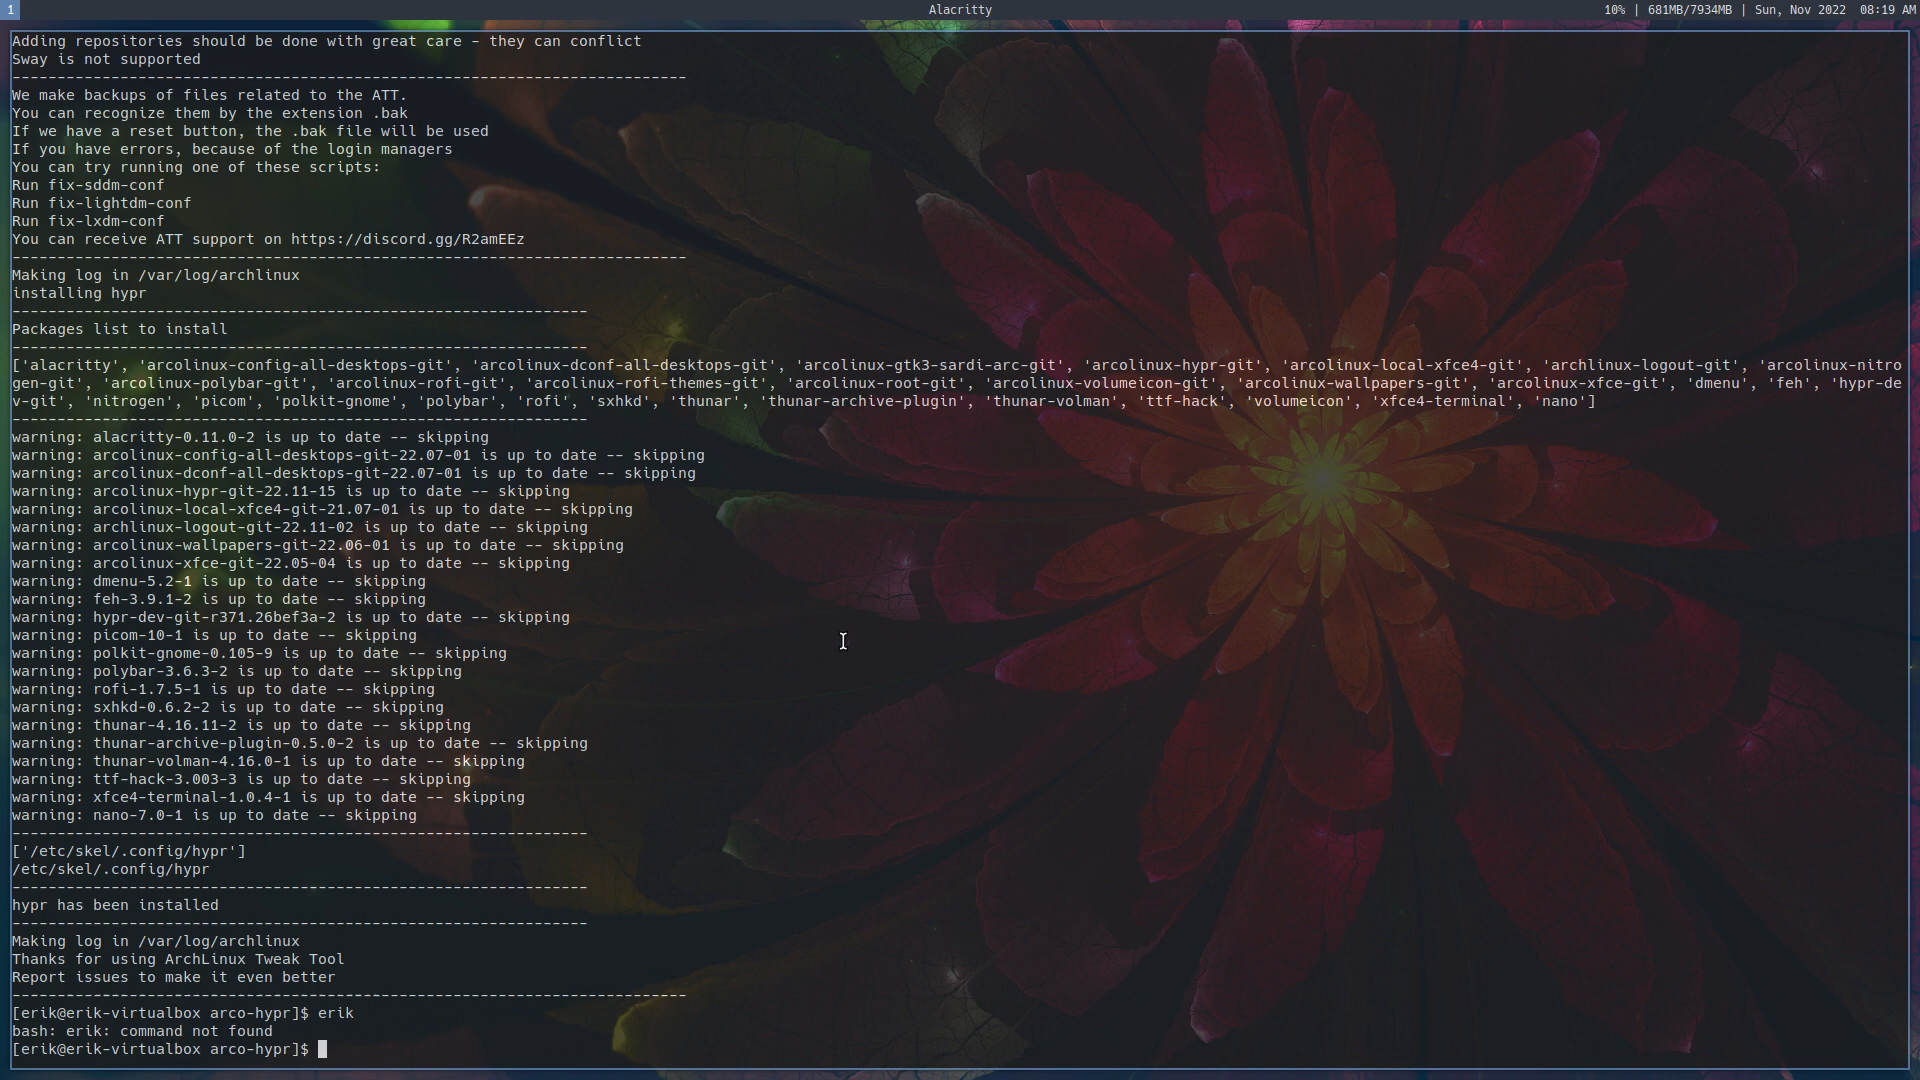 1
Alacritty
10% | 681MB/7934MB | Sun, Nov 2022  08:19 AM
Adding repositories should be done with great care - they can conflict
Sway is not supported
---------------------------------------------------------------------------
We make backups of files related to the ATT.
You can recognize them by the extension .bak
If we have a reset button, the .bak file will be used
If you have errors, because of the login managers
You can try running one of these scripts:
Run fix-sddm-conf
Run fix-lightdm-conf
Run fix-lxdm-conf
You can receive ATT support on https://discord.gg/R2amEEz
---------------------------------------------------------------------------
Making log in /var/log/archlinux
installing hypr
----------------------------------------------------------------
Packages list to install
----------------------------------------------------------------
['alacritty', 'arcolinux-config-all-desktops-git', 'arcolinux-dconf-all-desktops-git', 'arcolinux-gtk3-sardi-arc-git', 'arcolinux-hypr-git', 'arcolinux-local-xfce4-git', 'archlinux-logout-git', 'arcolinux-nitro
gen-git', 'arcolinux-polybar-git', 'arcolinux-rofi-git', 'arcolinux-rofi-themes-git', 'arcolinux-root-git', 'arcolinux-volumeicon-git', 'arcolinux-wallpapers-git', 'arcolinux-xfce-git', 'dmenu', 'feh', 'hypr-de
v-git', 'nitrogen', 'picom', 'polkit-gnome', 'polybar', 'rofi', 'sxhkd', 'thunar', 'thunar-archive-plugin', 'thunar-volman', 'ttf-hack', 'volumeicon', 'xfce4-terminal', 'nano']
----------------------------------------------------------------
warning: alacritty-0.11.0-2 is up to date -- skipping
warning: arcolinux-config-all-desktops-git-22.07-01 is up to date -- skipping
warning: arcolinux-dconf-all-desktops-git-22.07-01 is up to date -- skipping
warning: arcolinux-hypr-git-22.11-15 is up to date -- skipping
warning: arcolinux-local-xfce4-git-21.07-01 is up to date -- skipping
warning: archlinux-logout-git-22.11-02 is up to date -- skipping
warning: arcolinux-wallpapers-git-22.06-01 is up to date -- skipping
warning: arcolinux-xfce-git-22.05-04 is up to date -- skipping
warning: dmenu-5.2-1 is up to date -- skipping
warning: feh-3.9.1-2 is up to date -- skipping
warning: hypr-dev-git-r371.26bef3a-2 is up to date -- skipping
warning: picom-10-1 is up to date -- skipping
warning: polkit-gnome-0.105-9 is up to date -- skipping
warning: polybar-3.6.3-2 is up to date -- skipping
warning: rofi-1.7.5-1 is up to date -- skipping
warning: sxhkd-0.6.2-2 is up to date -- skipping
warning: thunar-4.16.11-2 is up to date -- skipping
warning: thunar-archive-plugin-0.5.0-2 is up to date -- skipping
warning: thunar-volman-4.16.0-1 is up to date -- skipping
warning: ttf-hack-3.003-3 is up to date -- skipping
warning: xfce4-terminal-1.0.4-1 is up to date -- skipping
warning: nano-7.0-1 is up to date -- skipping
----------------------------------------------------------------
['/etc/skel/.config/hypr']
/etc/skel/.config/hypr
----------------------------------------------------------------
hypr has been installed
----------------------------------------------------------------
Making log in /var/log/archlinux
Thanks for using ArchLinux Tweak Tool
Report issues to make it even better
---------------------------------------------------------------------------
[erik@erik-virtualbox arco-hypr]$ erik
bash: erik: command not found
[erik@erik-virtualbox arco-hypr]$